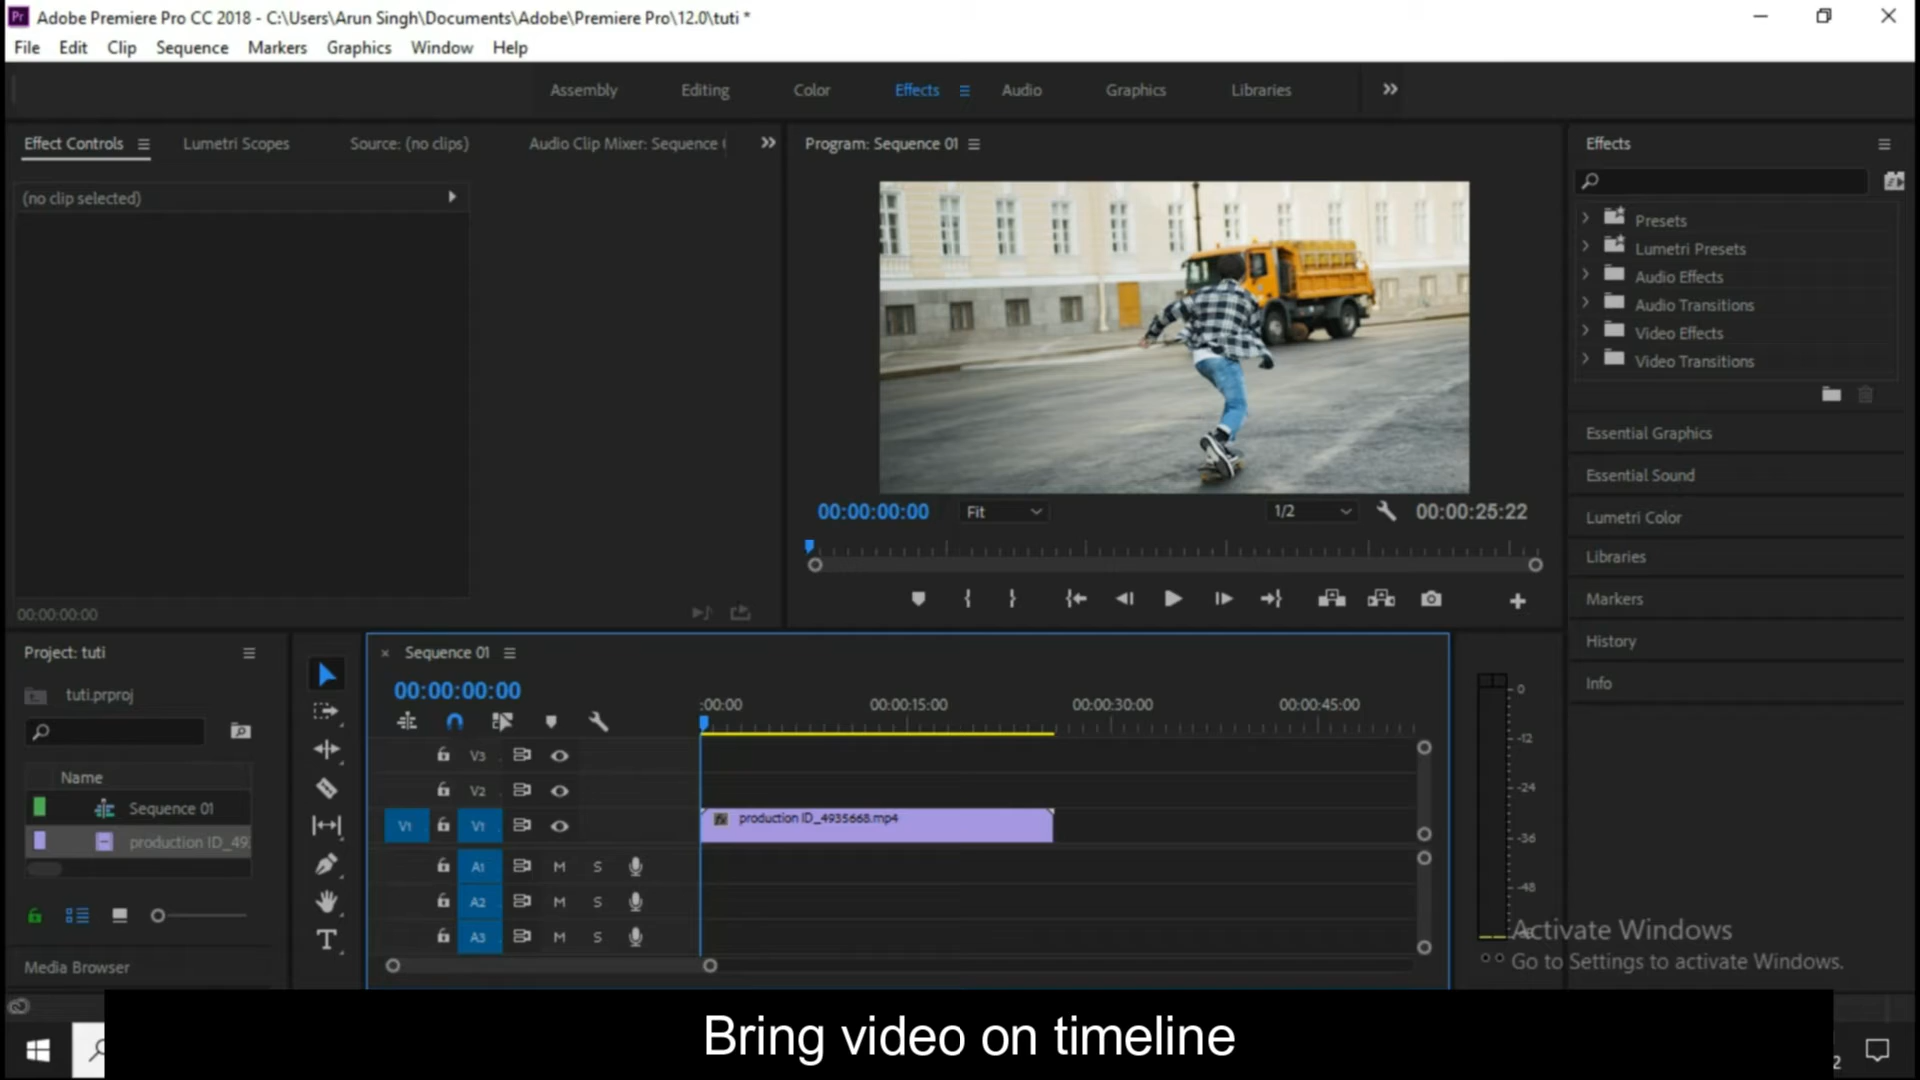 Adobe Premiere Pro CC 2018 - C:\Users\Arun Singh\Documents\Adobe\Premiere Pro\12.0\tuti *
File Edit Clip Sequence Markers Graphics Window Help
Assembly Editing Color Effects Audio Graphics Libraries
Effect Controls Lumetri Scopes Source: (no clips) Audio Clip Mixer: Sequence
(no clip selected)
00:00:00:00
Program: Sequence 01
00:00:00:00 Fit 1/2 00:00:25:22
Effects
Presets
Lumetri Presets
Audio Effects
Audio Transitions
Video Effects
Video Transitions
Essential Graphics
Essential Sound
Lumetri Color
Libraries
Markers
History
Info
Project: tuti
tuti.prproj
Name
Sequence 01
production ID_49
Media Browser
T
× Sequence 01
00:00:00:00
:00:00 00:00:15:00 00:00:30:00 00:00:45:00
V3
V2
V1 V1 production ID_4935668.mp4
A1 M S
A2 M S
A3 M S
0
-12
-24
-36
-48
Activate Windows
Go to Settings to activate Windows.
Bring video on timeline
2